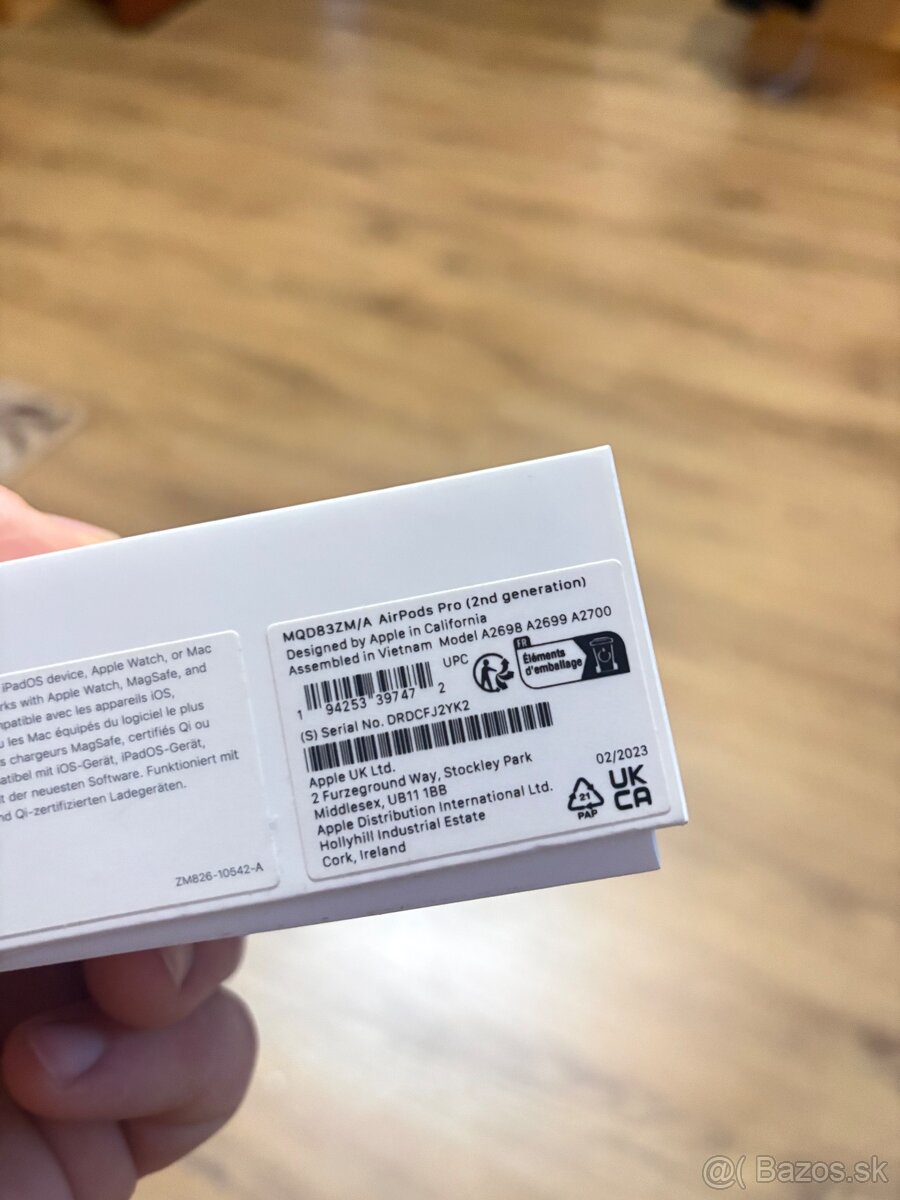 iPadOS device, Apple Watch, or Mac
rks with Apple Watch, MagSafe, and
mpatible avec les appareils iOS,
u les Mac équipés du logiciel le plus
s chargeurs MagSafe, certifiés Qi ou
atibel mit iOS-Gerät, iPadOS-Gerät,
t der neuesten Software. Funktioniert mit
nd Qi-zertifizierten Ladegeräten.
ZM826-10542-A
MQD83ZM/A AirPods Pro (2nd generation)
Designed by Apple in California
Assembled in Vietnam Model A2698 A2699 A2700
UPC
1 94253 39747 2
FR
Éléments
d'emballage
(S) Serial No. DRDCFJ2YK2
Apple UK Ltd.
2 Furzeground Way, Stockley Park
Middlesex, UB11 1BB
Apple Distribution International Ltd.
Hollyhill Industrial Estate
Cork, Ireland
02/2023
21
PAP
UK
CA
@( Bazos.sk